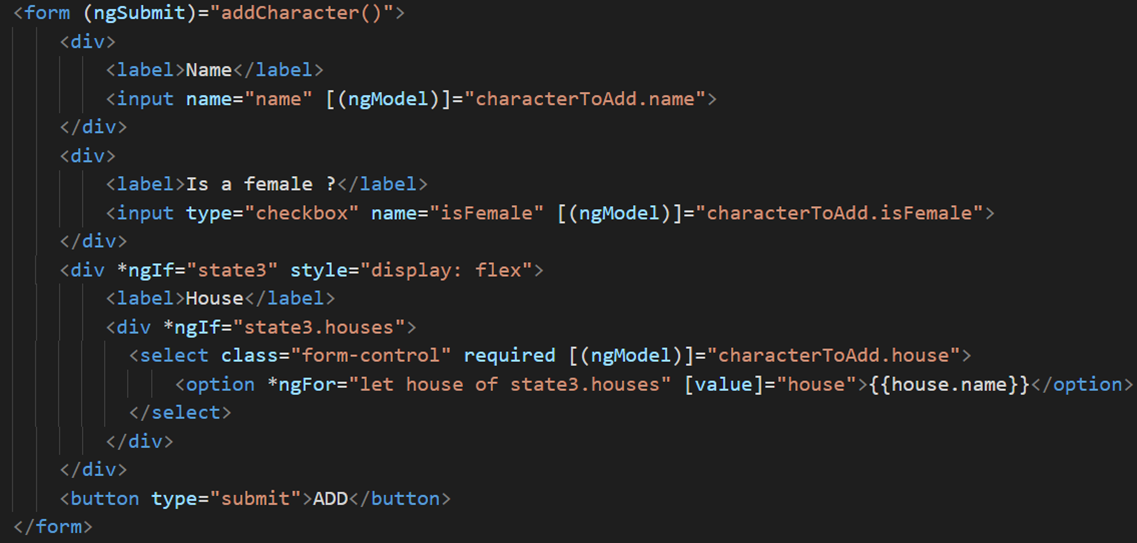 <form (ngSubmit)="addCharacter()">
    <div>
        <label>Name</label>
        <input name="name" [(ngModel)]="characterToAdd.name">
    </div>
    <div>
        <label>Is a female ?</label>
        <input type="checkbox" name="isFemale" [(ngModel)]="characterToAdd.isFemale">
    </div>
    <div *ngIf="state3" style="display: flex">
        <label>House</label>
        <div *ngIf="state3.houses">
          <select class="form-control" required [(ngModel)]="characterToAdd.house">
              <option *ngFor="let house of state3.houses" [value]="house">{{house.name}}</option>
          </select>
        </div>
    </div>
    <button type="submit">ADD</button>
</form>